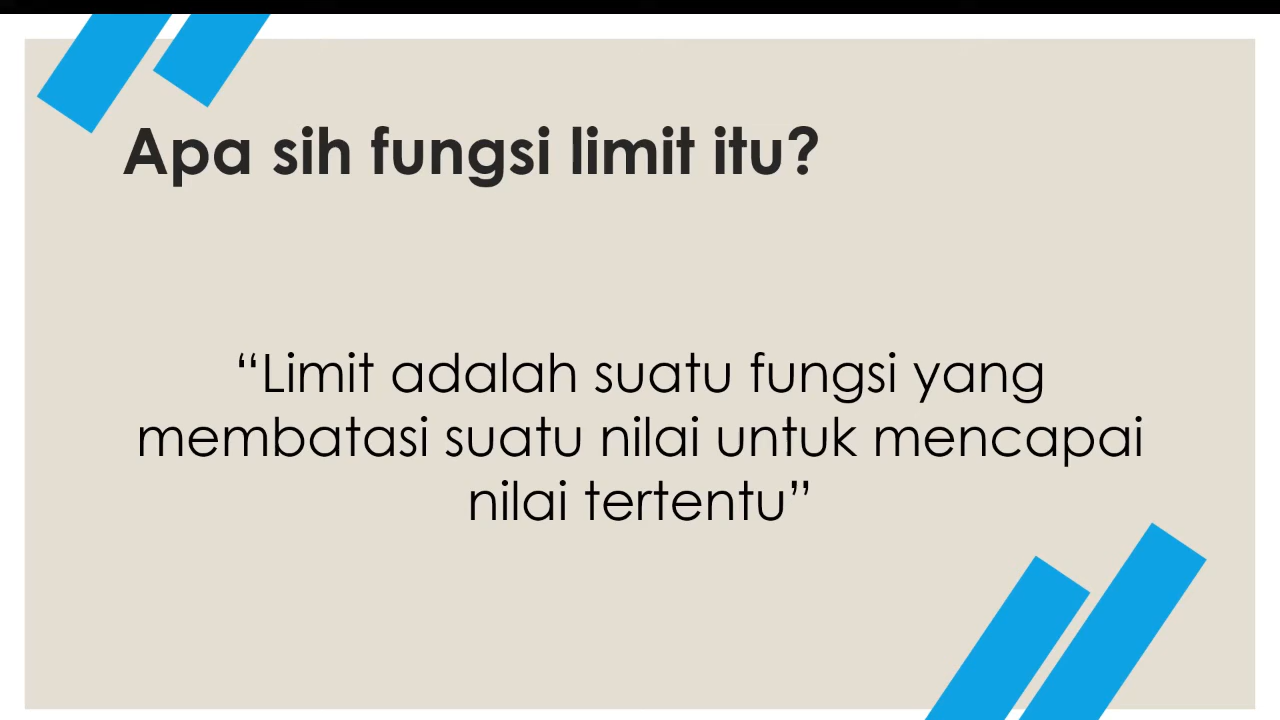 Apa sih fungsi limit itu?
“Limit adalah suatu fungsi yang
membatasi suatu nilai untuk mencapai
nilai tertentu”